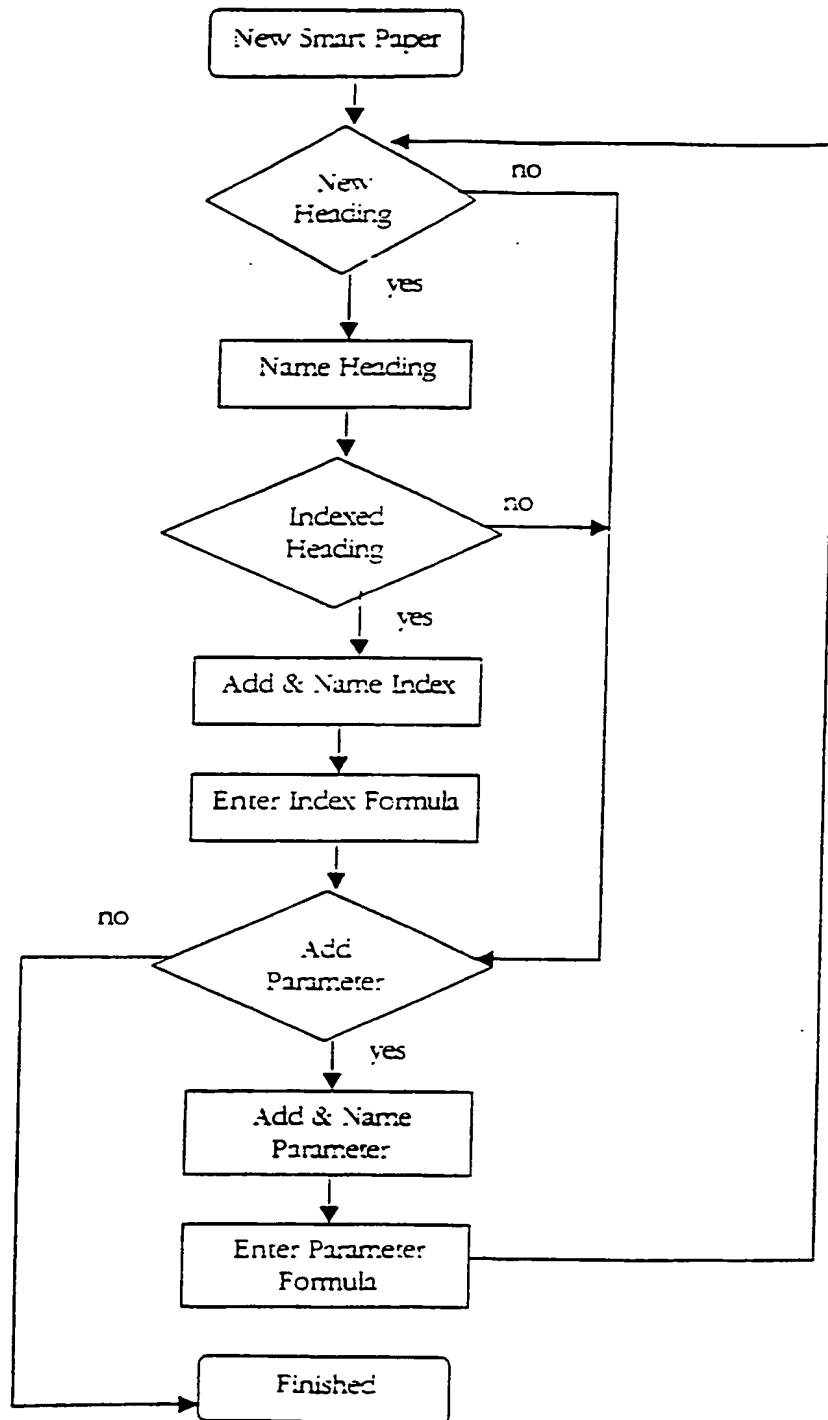 New Smart Paper
no
New
Heading
yes
Name Heading
no
Indexed
Heading
yes
Add & Name Index
Enter Index Formula
no
Add
Parameter
yes
Add & Name
Parameter
Enter Parameter
Formula
Finished